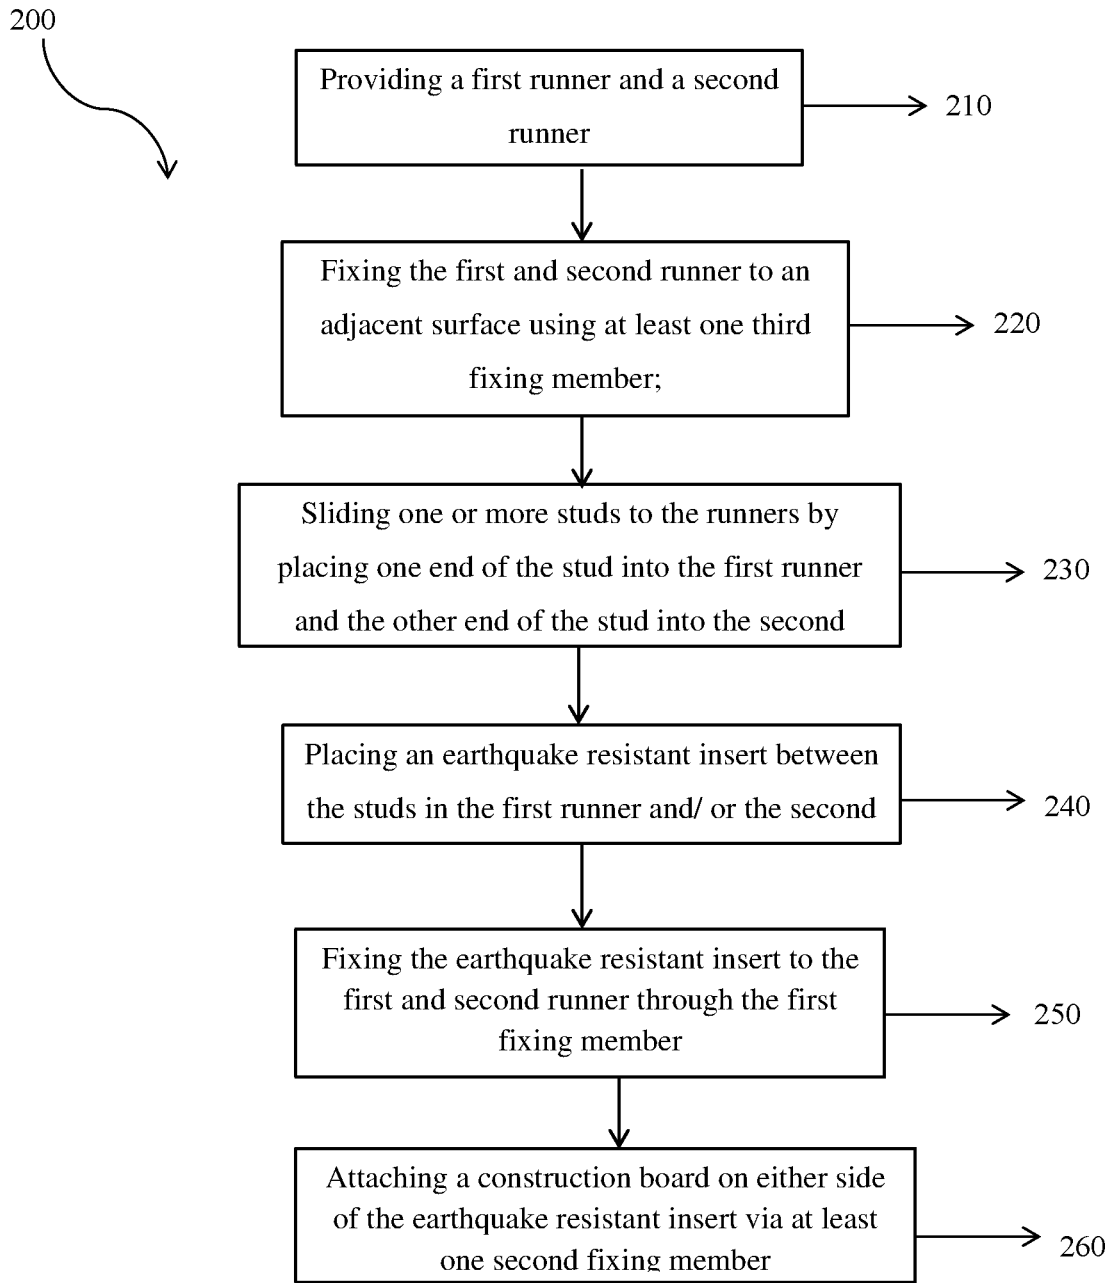 200
Providing a first runner and a second
runner
210
Fixing the first and second runner to an
adjacent surface using at least one third
fixing member;
220
Sliding one or more studs to the runners by
placing one end of the stud into the first runner
and the other end of the stud into the second
230
Placing an earthquake resistant insert between
the studs in the first runner and/ or the second
240
Fixing the earthquake resistant insert to the
first and second runner through the first
fixing member
250
Attaching a construction board on either side
of the earthquake resistant insert via at least
one second fixing member
260